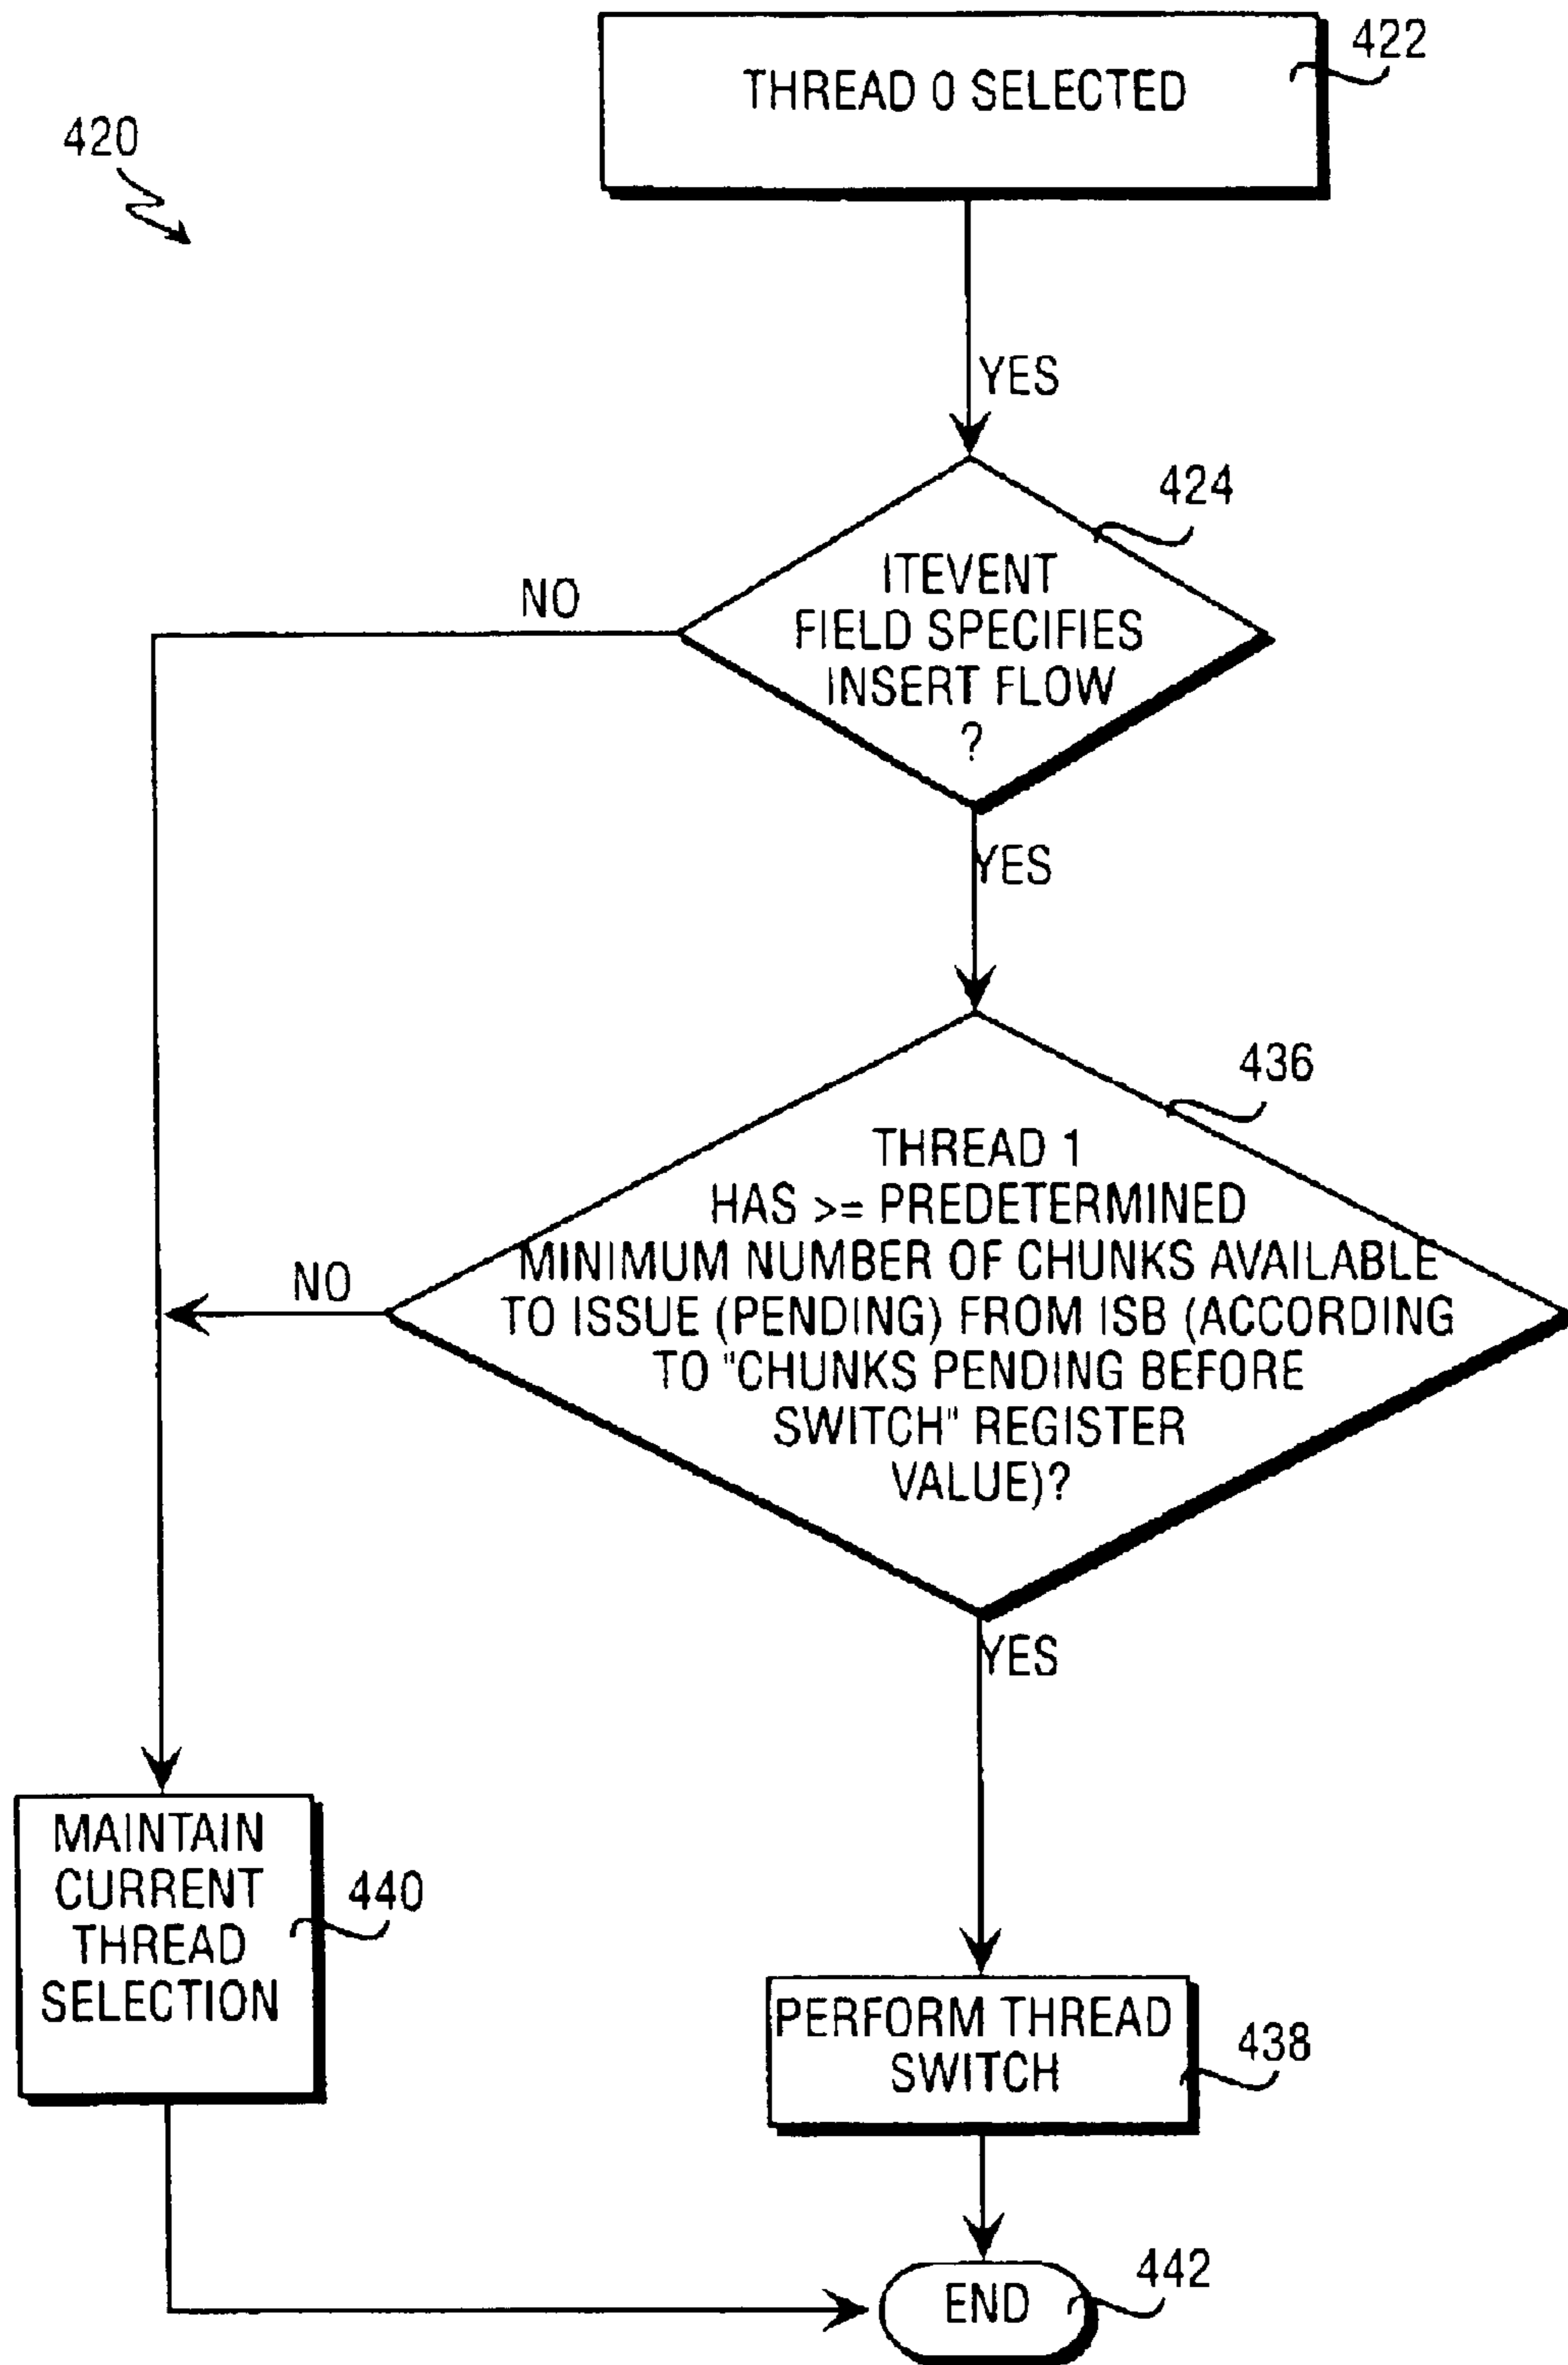 422
THREAD 0 SELECTED
420
YES
424
ITEVENT
FIELD SPECIFIES
INSERT FLOW
?
NO
YES
436
THREAD 1
HAS >= PREDETERMINED
MINIMUM NUMBER OF CHUNKS AVAILABLE
TO ISSUE (PENDING) FROM ISB (ACCORDING
TO "CHUNKS PENDING BEFORE
SWITCH" REGISTER
VALUE)?
NO
YES
MAINTAIN
CURRENT
THREAD
SELECTION
440
PERFORM THREAD
SWITCH
438
END
442